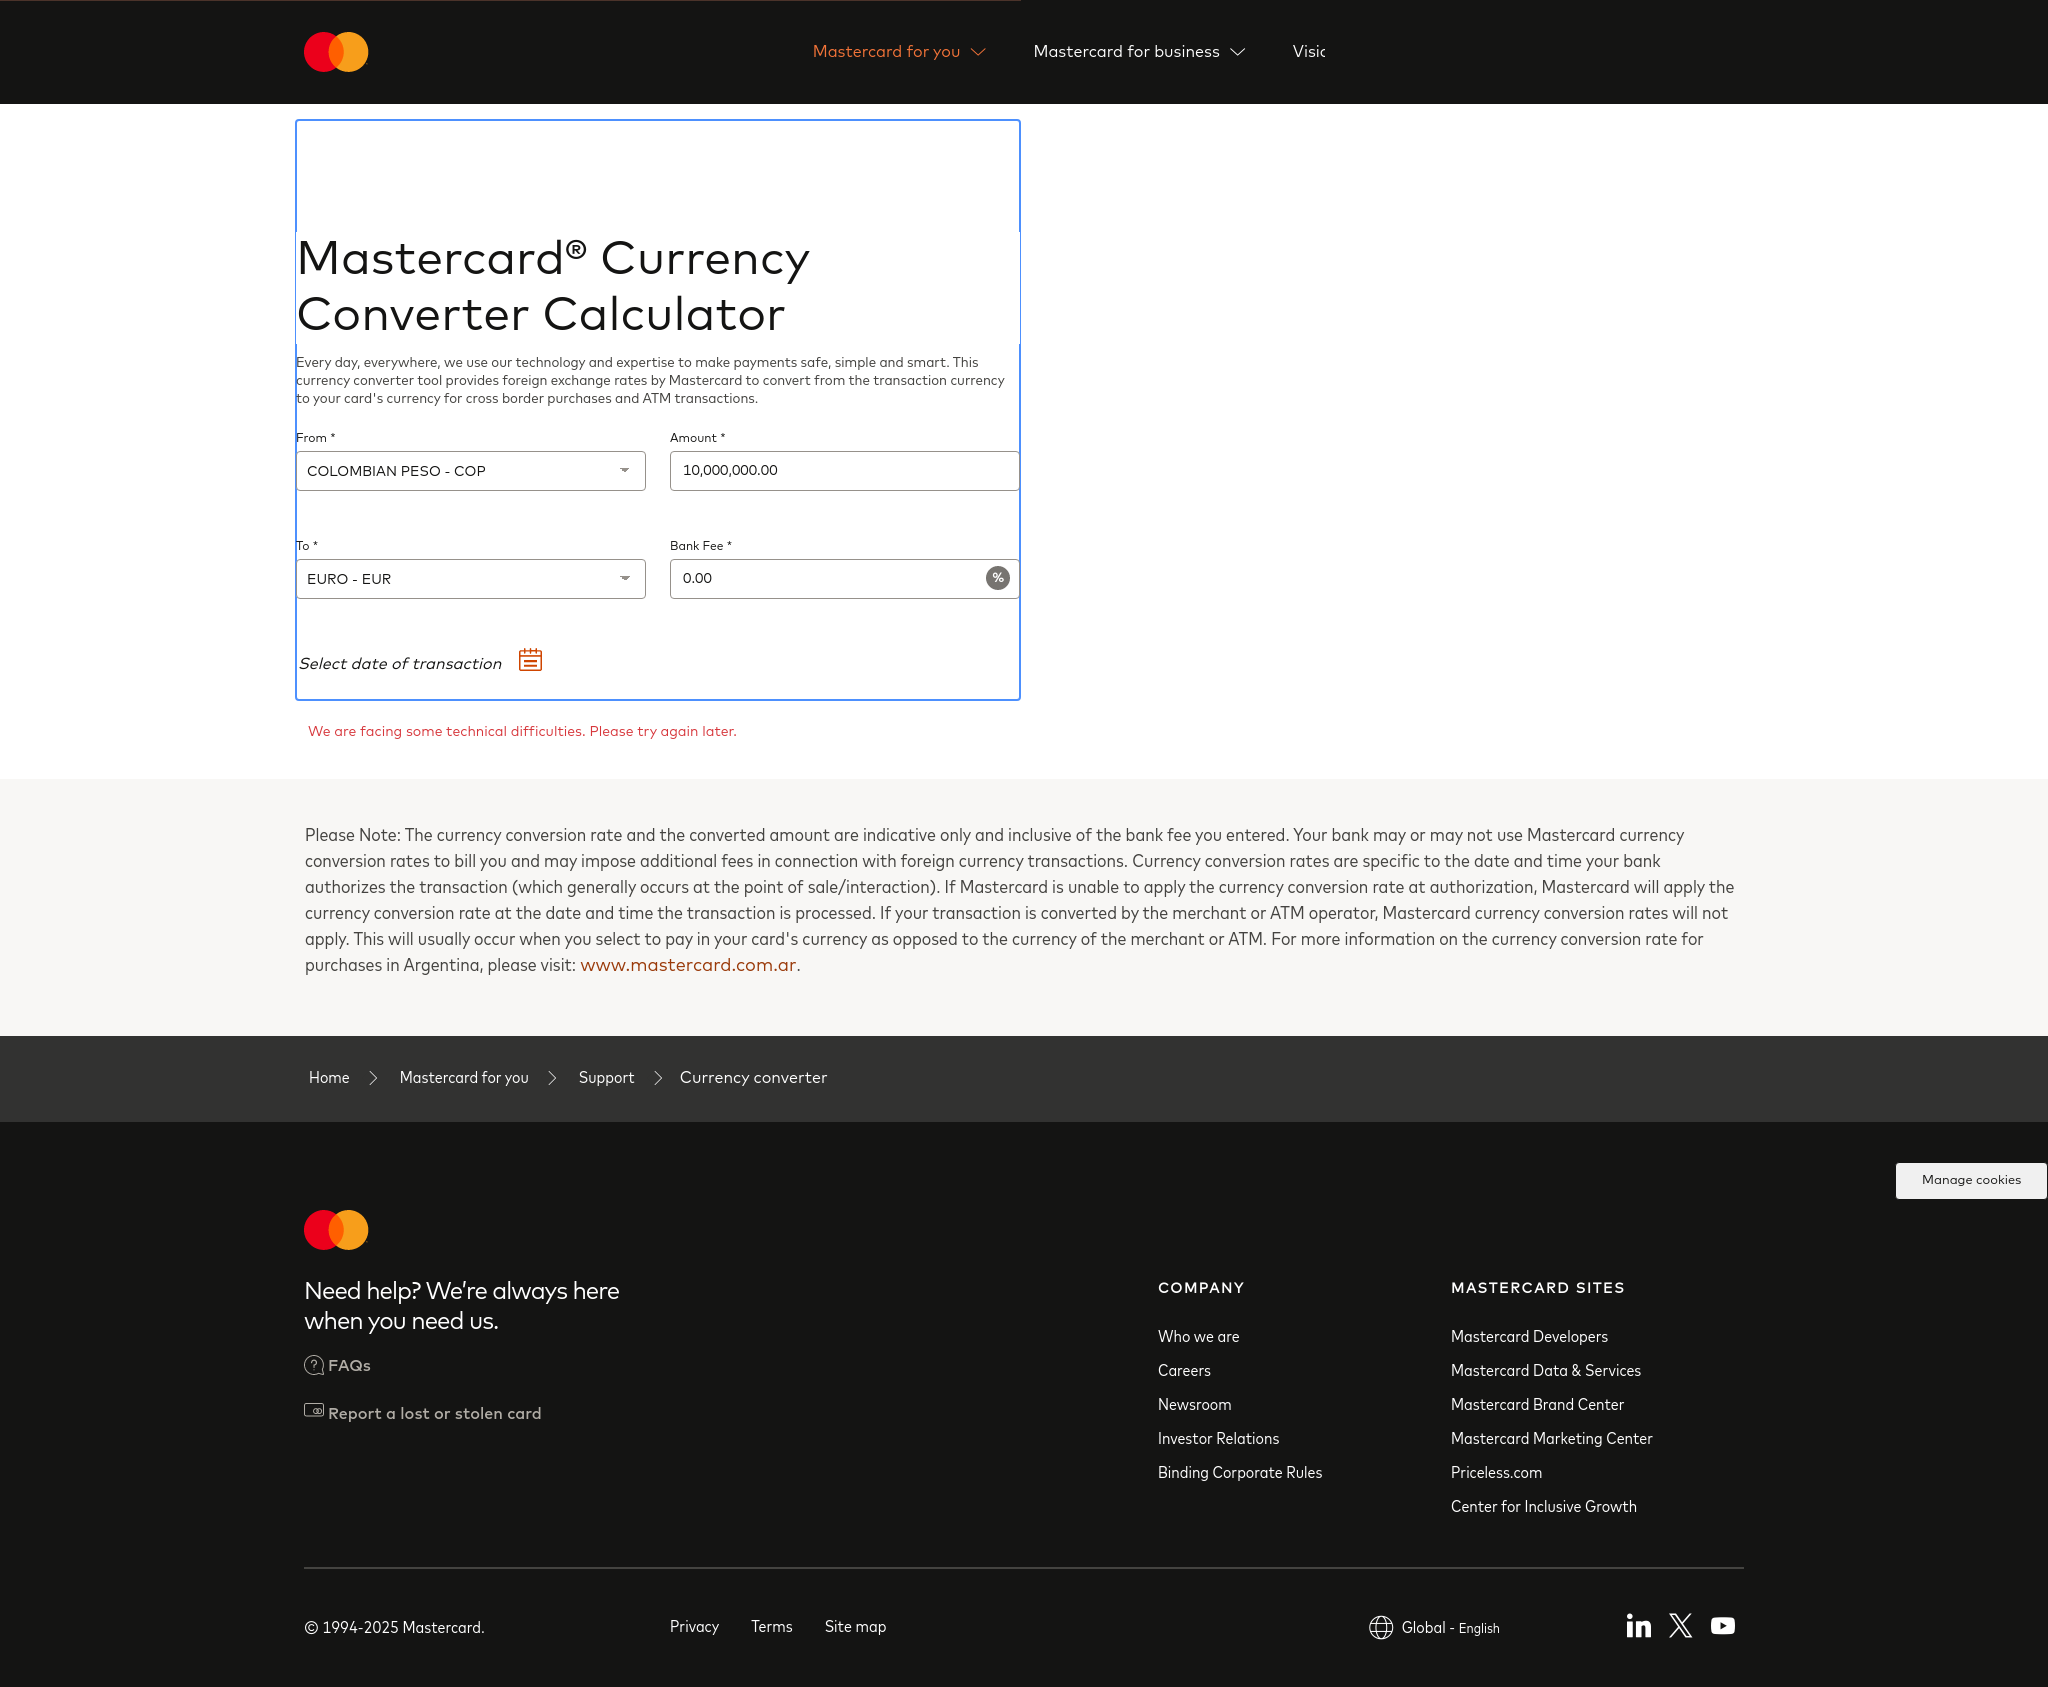 Mastercard for you
Mastercard for business
Mastercard® Currency
Converter Calculator
Every day, everywhere, we use our technology and expertise to make payments safe, simple and smart. This
currency converter tool provides foreign exchange rates by Mastercard to convert from the transaction currency
to your card's currency for cross border purchases and ATM transactions.
From *
Amount *
COLOMBIAN PESO - COP
10,000,000.00
To *
Bank Fee *
EURO - EUR
0.00
%
Select date of transaction
We are facing some technical difficulties. Please try again later.
Please Note: The currency conversion rate and the converted amount are indicative only and inclusive of the bank fee you entered. Your bank may or may not use Mastercard currency
conversion rates to bill you and may impose additional fees in connection with foreign currency transactions. Currency conversion rates are specific to the date and time your bank
authorizes the transaction (which generally occurs at the point of sale/interaction). If Mastercard is unable to apply the currency conversion rate at authorization, Mastercard will apply the
currency conversion rate at the date and time the transaction is processed. If your transaction is converted by the merchant or ATM operator, Mastercard currency conversion rates will not
apply. This will usually occur when you select to pay in your card's currency as opposed to the currency of the merchant or ATM. For more information on the currency conversion rate for
purchases in Argentina, please visit: www.mastercard.com.ar.
Home
Mastercard for you
Support
Currency converter
Manage cookies
Need help? We’re always here
when you need us.
FAQs
Report a lost or stolen card
COMPANY
Who we are
Careers
Newsroom
Investor Relations
Binding Corporate Rules
MASTERCARD SITES
Mastercard Developers
Mastercard Data & Services
Mastercard Brand Center
Mastercard Marketing Center
Priceless.com
Center for Inclusive Growth
© 1994-2025 Mastercard.
Privacy
Terms
Site map
Global - English